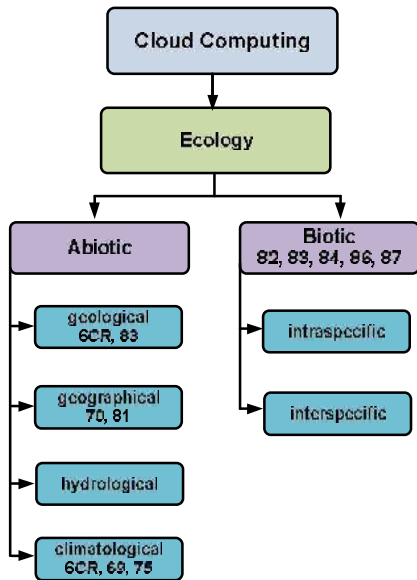 Cloud Computing
Ecology
Abiotic
geological
6CR, 83
geographical
70, 81
hydrological
climatological
6CR, 69, 75
Biotic
82, 83, 84, 86, 87
intraspecific
interspecific